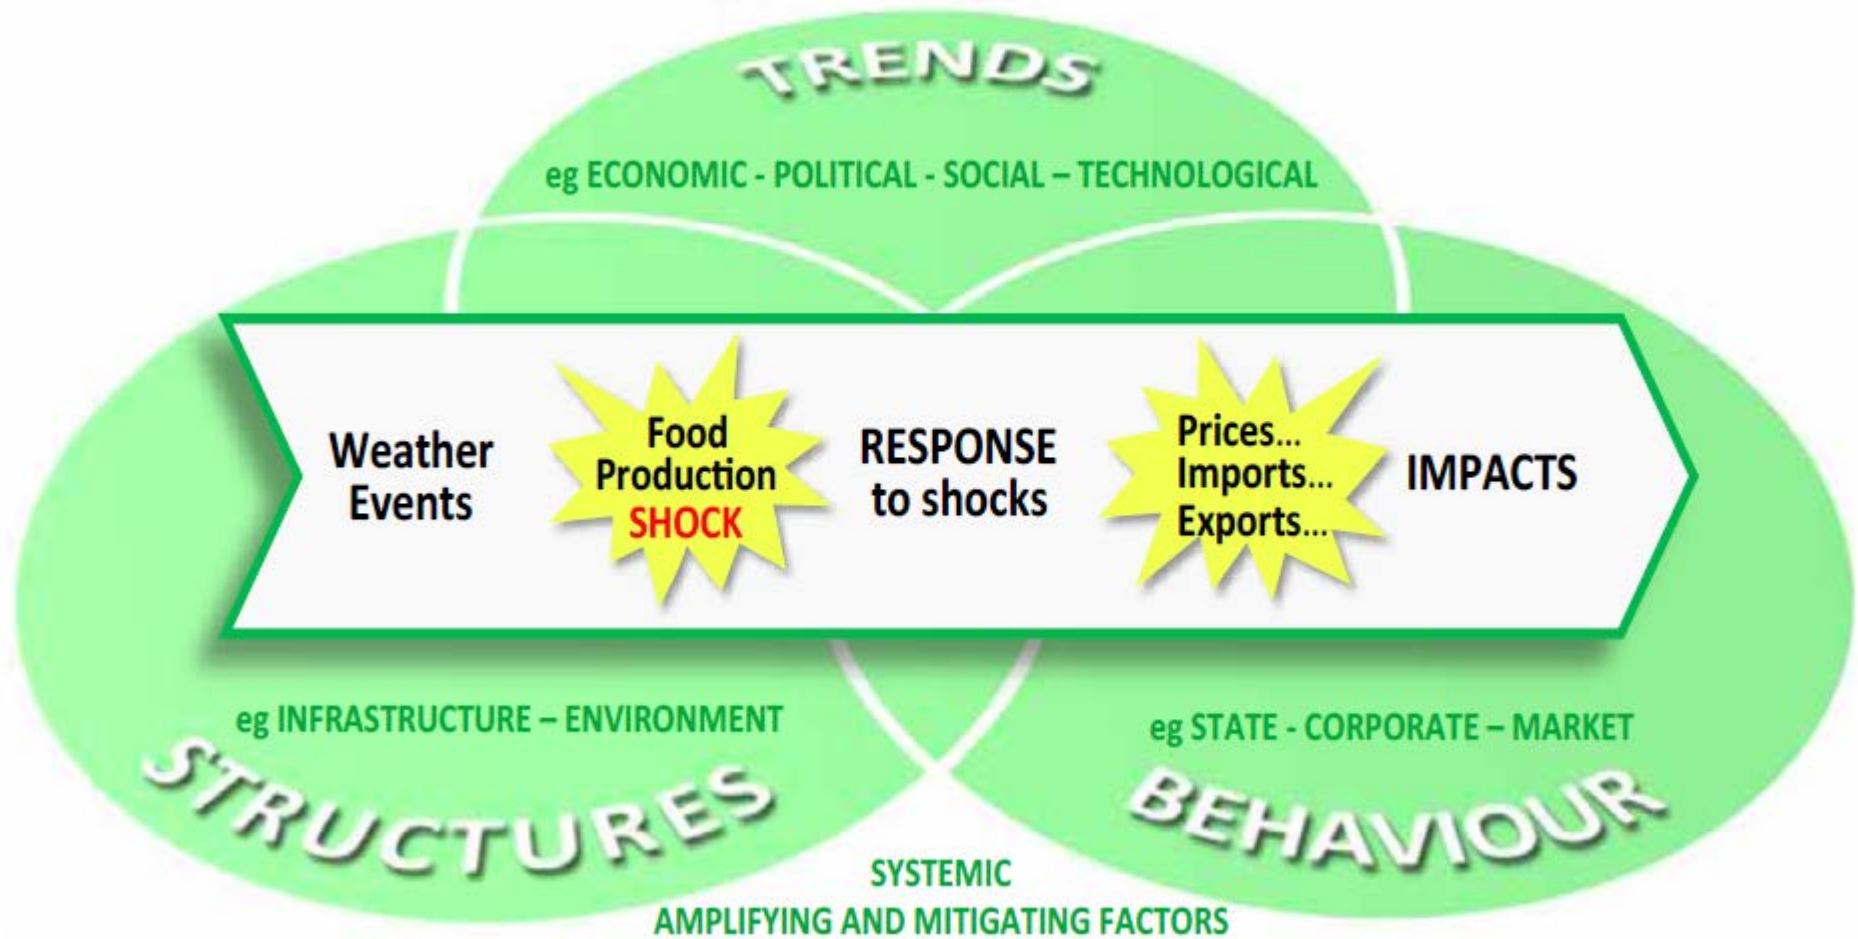 TRENDS
eg ECONOMIC - POLITICAL - SOCIAL – TECHNOLOGICAL
Weather
Events
Food
Production
SHOCK
RESPONSE
to shocks
Prices...
Imports...
Exports...
IMPACTS
eg INFRASTRUCTURE – ENVIRONMENT
STRUCTURES
eg STATE - CORPORATE – MARKET
BEHAVIOUR
SYSTEMIC
AMPLIFYING AND MITIGATING FACTORS